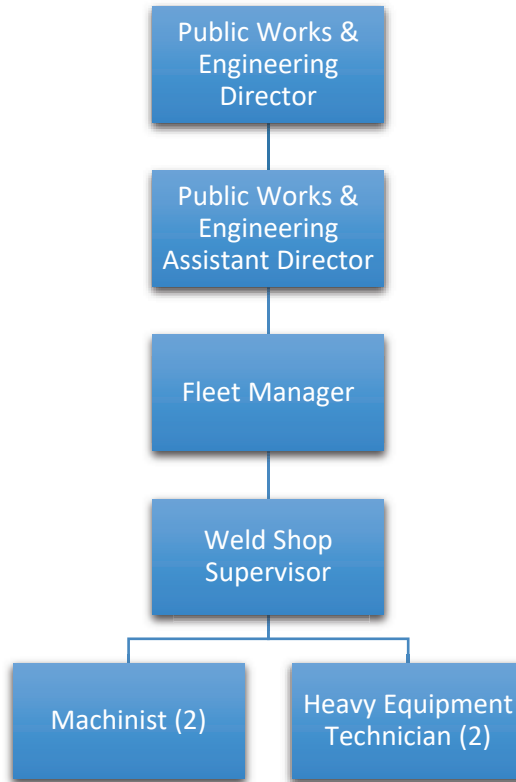 Public Works &
Engineering
Director
Public Works &
Engineering
Assistant Director
Fleet Manager
Weld Shop
Supervisor
Machinist (2)
Heavy Equipment
Technician (2)